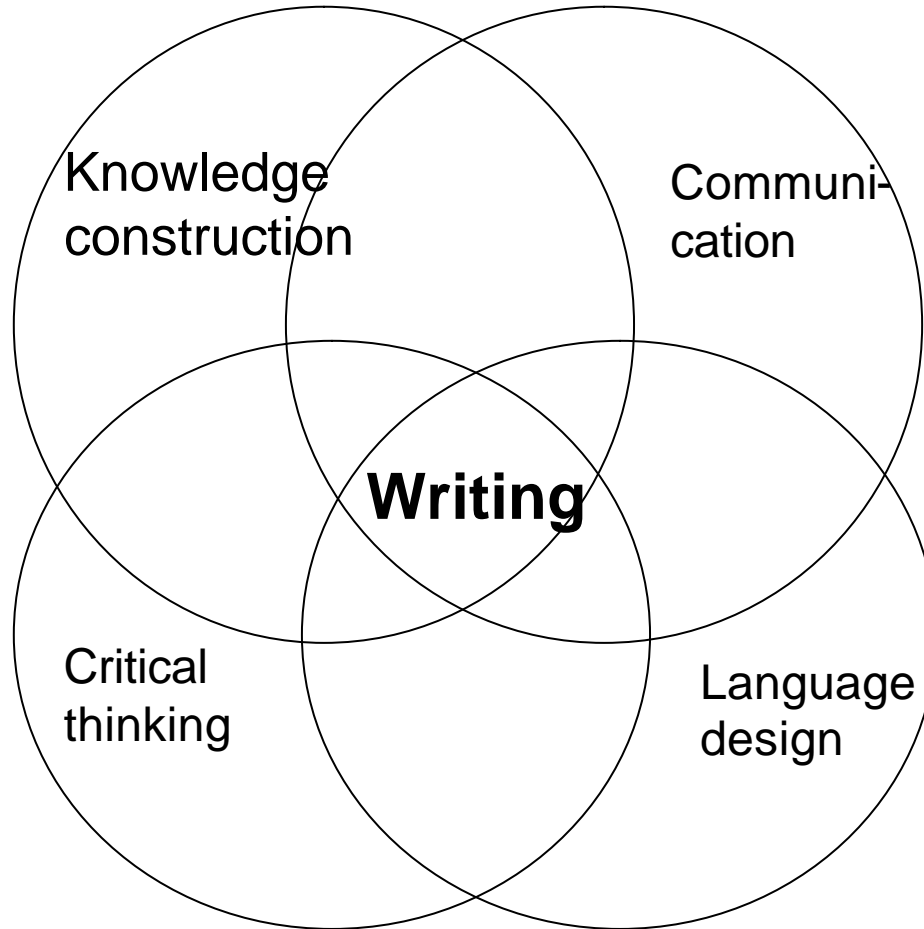 Knowledge
construction
Communi-
cation
Writing
Critical
thinking
Language
design